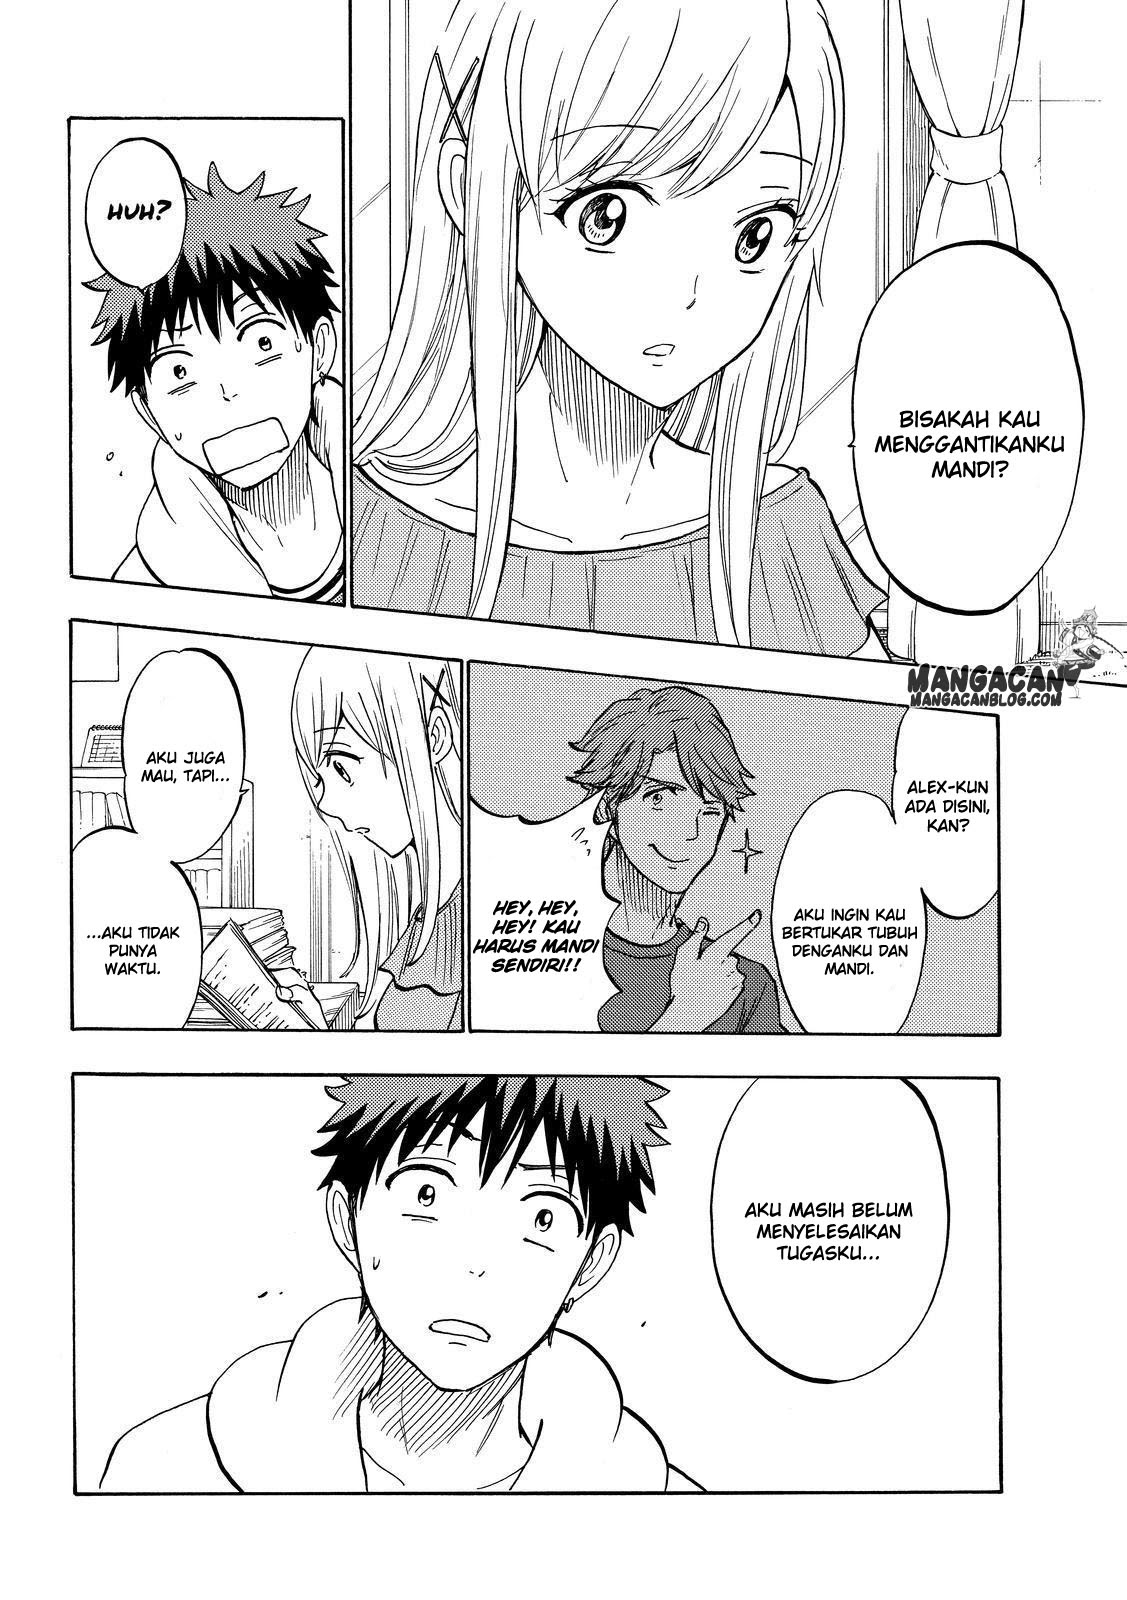 BISAKAH KAU
MENGGANTIKANKU
MANDI?
HUH?
MANGACAN
MANGACANBLOG.COM
ALEX-KUN
ADA DISINI,
KAN?
AKU INGIN KAU
BERTUKAR TUBUH
DENGANKU DAN
MANDI.
HEY, HEY,
HEY! KAU
HARUS MANDI
SENDIRI!!
AKU JUGA
MAU, TAPI...
...AKU TIDAK
PUNYA
WAKTU.
AKU MASIH BELUM
MENYELESAIKAN
TUGASKU...